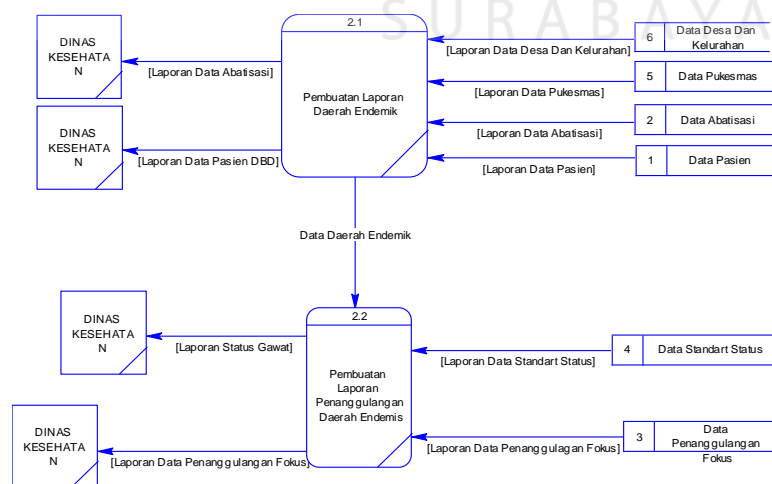 SURABAYA
DINAS
KESEHATA
N
[Laporan Data Abatisasi]
2.1
Pembuatan Laporan
Daerah Endemik
6
Data Desa Dan
Kelurahan
[Laporan Data Desa Dan Kelurahan]
5
Data Pukesmas
[Laporan Data Pukesmas]
DINAS
KESEHATA
N
[Laporan Data Pasien DBD]
2
Data Abatisasi
[Laporan Data Abatisasi]
1
Data Pasien
[Laporan Data Pasien]
Data Daerah Endemik
DINAS
KESEHATA
N
[Laporan Status Gawat]
2.2
Pembuatan
Laporan
Penanggulangan
Daerah Endemis
4
Data Standart Status
[Laporan Data Standart Status]
DINAS
KESEHATA
N
[Laporan Data Penanggulangan Fokus]
3
Data
Penanggulangan
Fokus
[Laporan Data Penanggulagan Fokus]